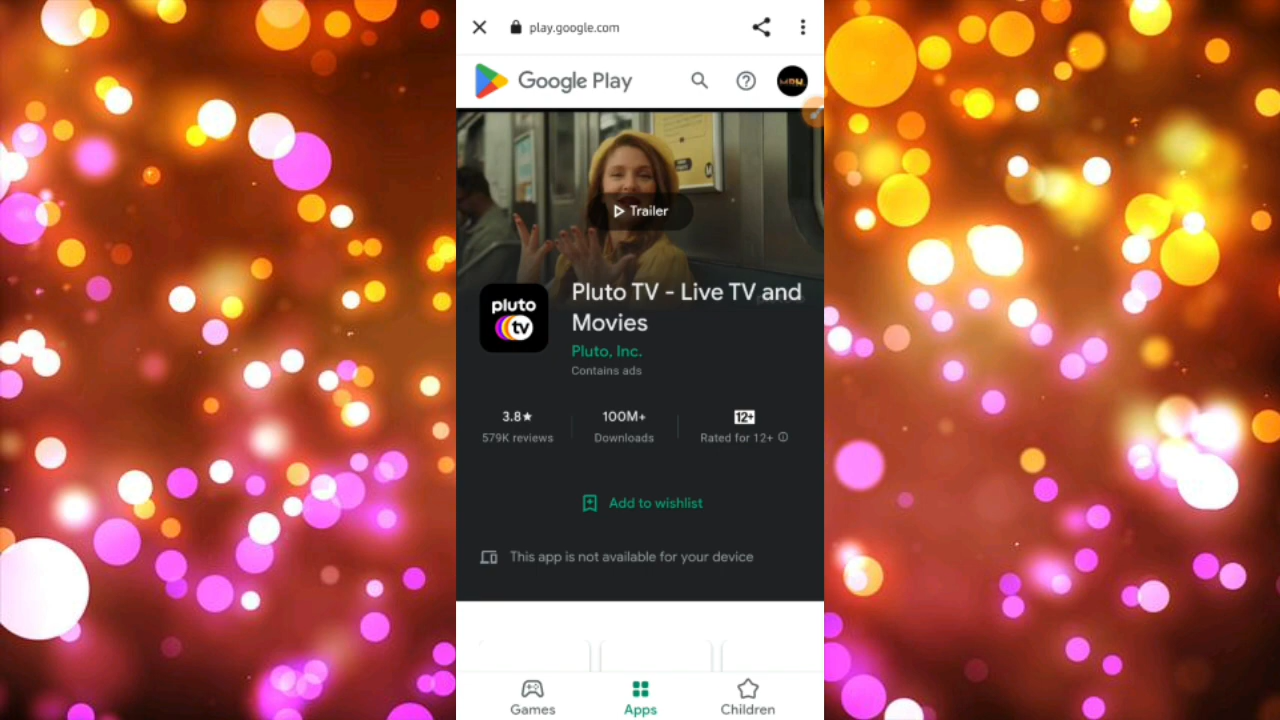 play.google.com
Google Play
MBH
Trailer
pluto
tv
Pluto TV - Live TV and
Movies
Pluto, Inc.
Contains ads
3.8★
100M+
12+
579K reviews
Downloads
Rated for 12+
Add to wishlist
This app is not available for your device
Games
Apps
Children